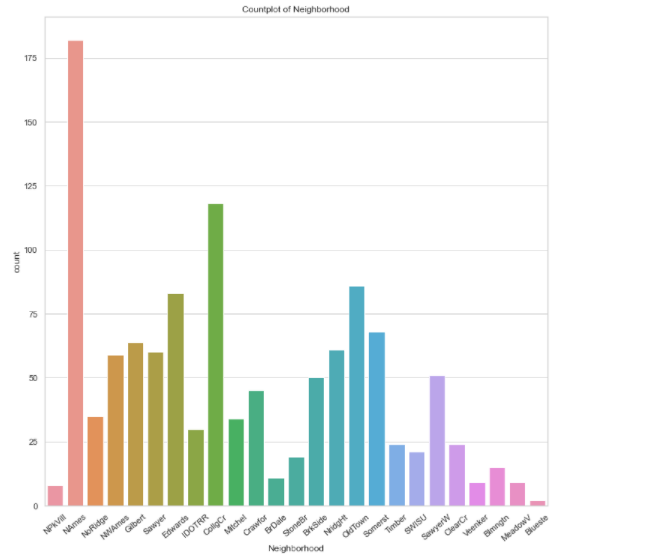 Countplot of Neighborhood
175
150
125
100
75
50
25
0
count
NPkVill
NAmes
NoRidge
NWAmes
Gilbert
Sawyer
Edwards
IDOTRR
CollgCr
Mitchel
Crawfor
BrDale
StoneBr
BrkSide
NridgHt
OldTown
Somerst
Timber
SWISU
SawyerW
ClearCr
Veenker
Blmngtn
MeadowV
Blueste
Neighborhood